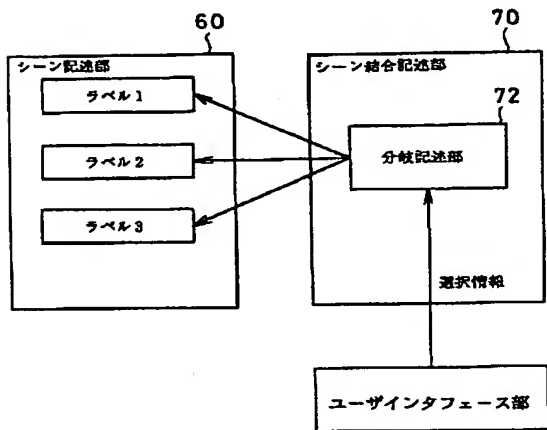 60
70
シーン記述部
シーン結合記述部
ラベル1
72
ラベル2
分岐記述部
ラベル3
選択情報
ユーザインタフェース部